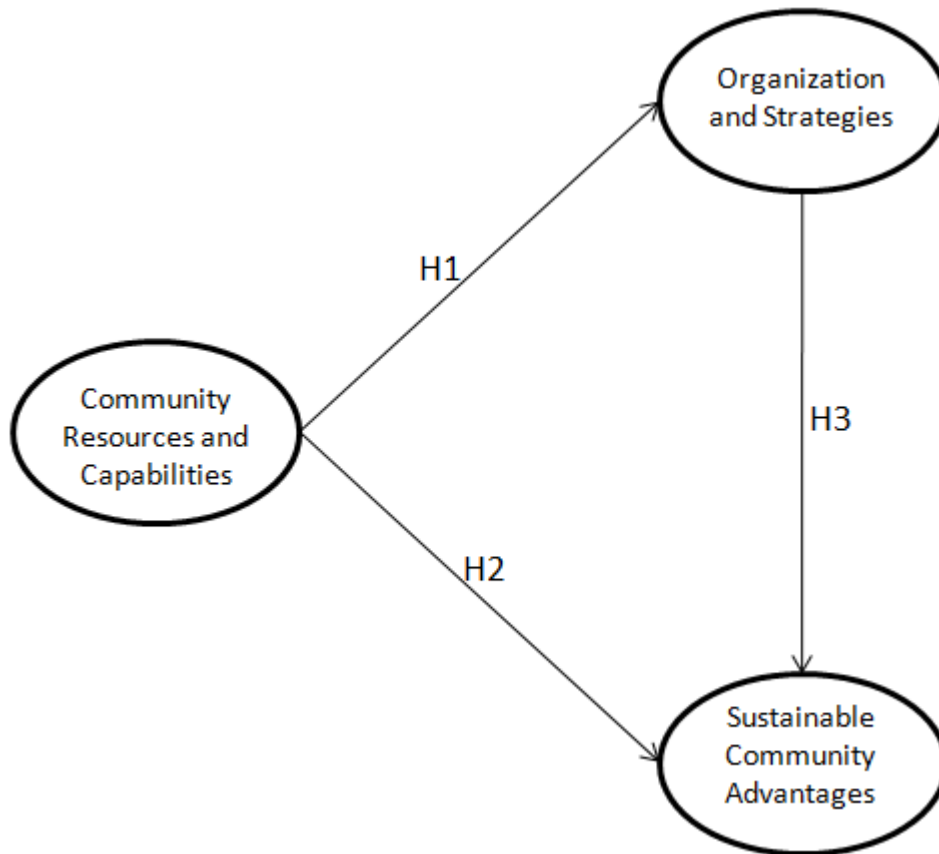 Organization
and Strategies
H1
Community
Resources and
Capabilities
H3
H2
Sustainable
Community
Advantages